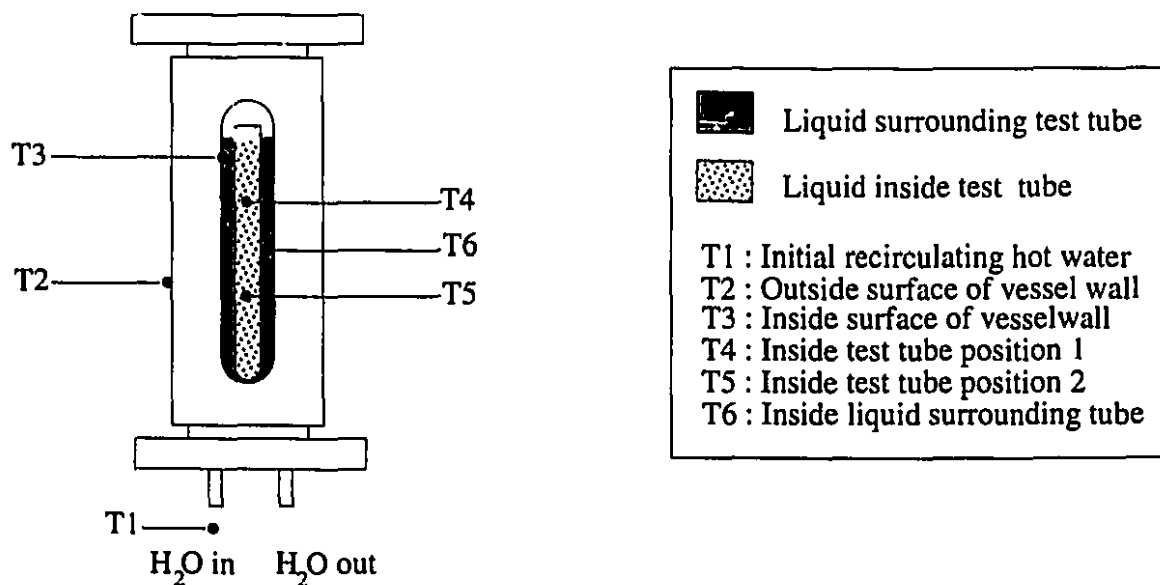 T3
T4
T6
T2
T5
T1
H₂O in H₂O out
Liquid surrounding test tube
Liquid inside test tube
T1 : Initial recirculating hot water
T2 : Outside surface of vessel wall
T3 : Inside surface of vesselwall
T4 : Inside test tube position 1
T5 : Inside test tube position 2
T6 : Inside liquid surrounding tube